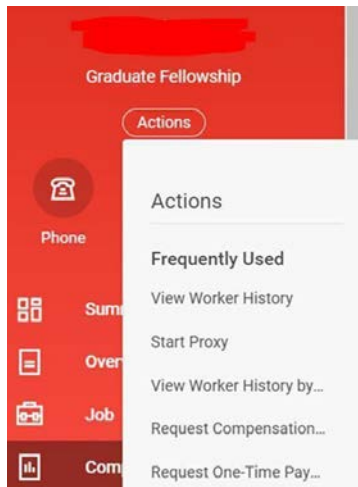 Graduate Fellowship
Actions
Phone
Actions
Frequently Used
View Worker History
Start Proxy
View Worker History by...
Request Compensation...
Request One-Time Pay...
Summ
Over
Job
Com